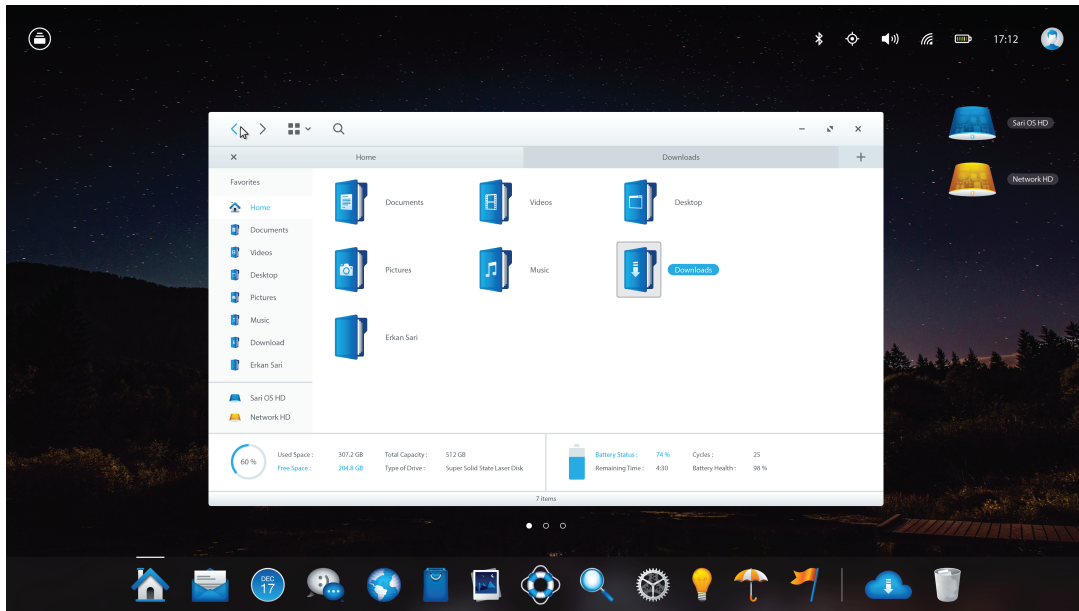 17:12
Sari OS HD
Network HD
Home Downloads
Favorites
Home
Documents
Videos
Desktop
Pictures
Music
Download
Erkan Sari
Sari OS HD
Network HD
Documents Videos Desktop
Pictures Music Downloads
Erkan Sari
60 %
Used Space : 307.2 GB Total Capacity : 512 GB
Free Space : 204.8 GB Type of Drive : Super Solid State Laser Disk
Battery Status : 74 % Cycles : 25
Remaining Time : 4:30 Battery Health : 98 %
7 items
DEC
17